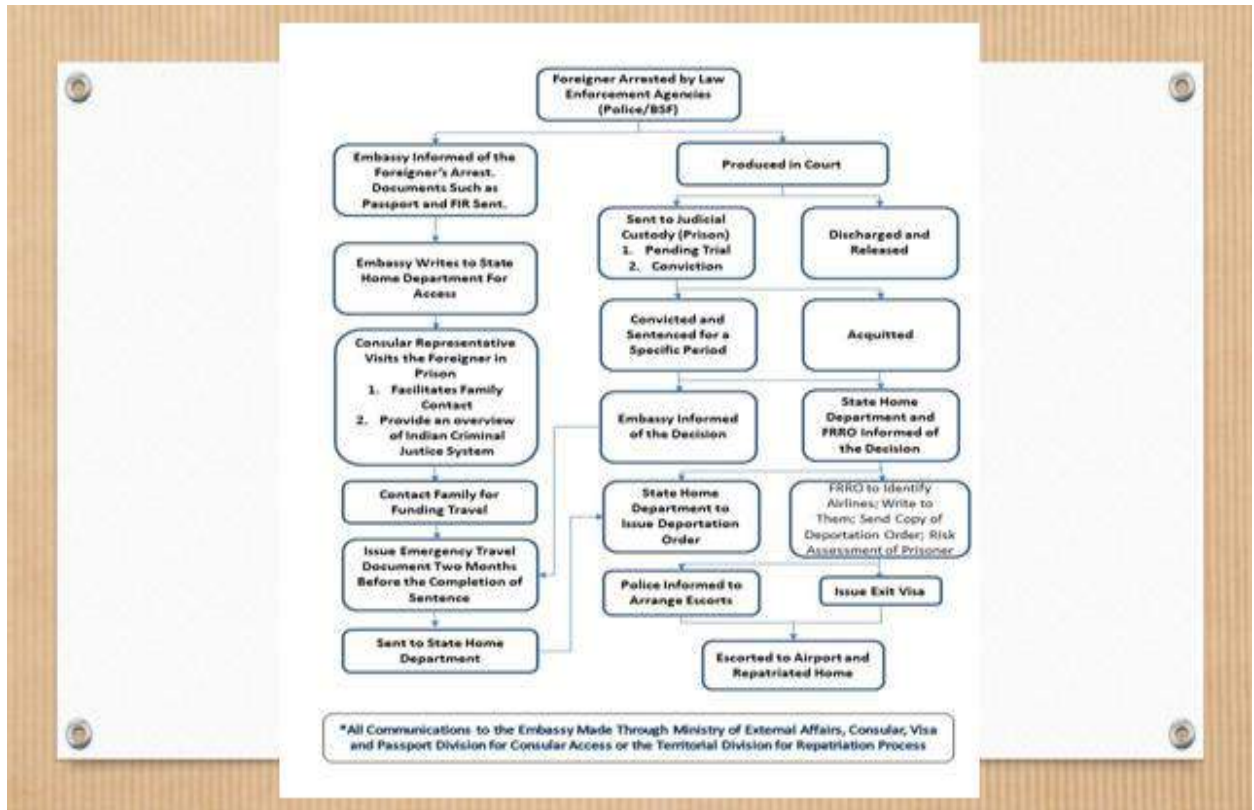 Foreigner Arrested by Law
Enforcement Agencies
(Police/BSF)
Embassy Informed of the
Foreigner's Arrest.
Documents Such as
Passport and FIR Sent.
Produced in Court
Sent to Judicial
Custody (Prison)
1. Pending Trial
2. Conviction
Discharged and
Released
Embassy Writes to State
Home Department For
Access
Convicted and
Sentenced for a
Specific Period
Acquitted
Consular Representative
Visits the Foreigner in
Prison
1. Facilitates Family
Contact
2. Provide an overview
of Indian Criminal
Justice System
Embassy Informed
of the Decision
State Home
Department and
FRRO Informed of
the Decision
Contact Family for
Funding Travel
State Home
Department to
Issue Deportation
Order
FRRO to Identify
Airlines; Write to
Them; Send Copy of
Deportation Order; Risk
Assessment of Prisoner
Issue Emergency Travel
Document Two Months
Before the Completion of
Sentence
Police Informed to
Arrange Escorts
Issue Exit Visa
Sent to State Home
Department
Escorted to Airport and
Repatriated Home
*All Communications to the Embassy Made Through Ministry of External Affairs, Consular, Visa
and Passport Division for Consular Access or the Territorial Division for Repatriation Process